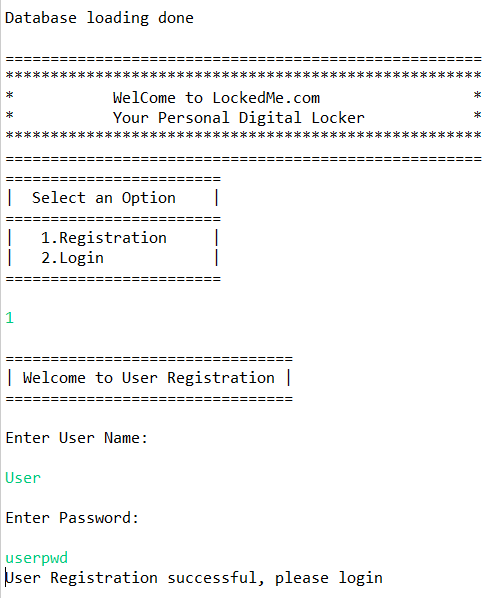 Database loading done
=====================================================
*****************************************************
* WelCome to LockedMe.com *
* Your Personal Digital Locker *
*****************************************************
=====================================================
========================
| Select an Option |
========================
| 1.Registration |
| 2.Login |
========================
1
================================
| Welcome to User Registration |
================================
Enter User Name:
User
Enter Password:
userpwd
User Registration successful, please login